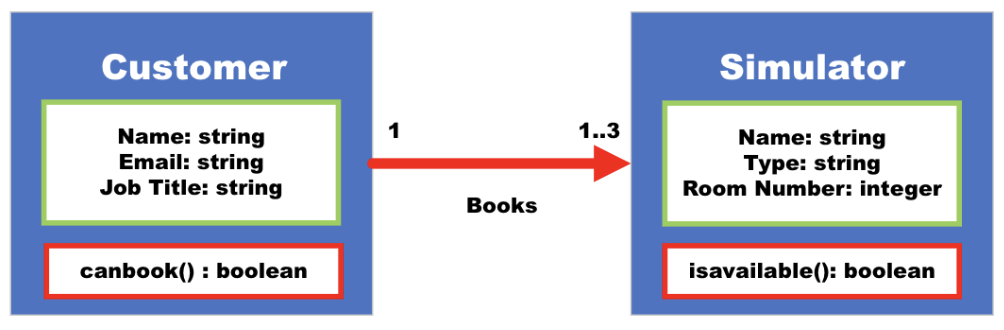 Customer
Name: string
Email: string
Job Title: string
canbook() : boolean
1
1..3
Books
Simulator
Name: string
Type: string
Room Number: integer
isavailable(): boolean